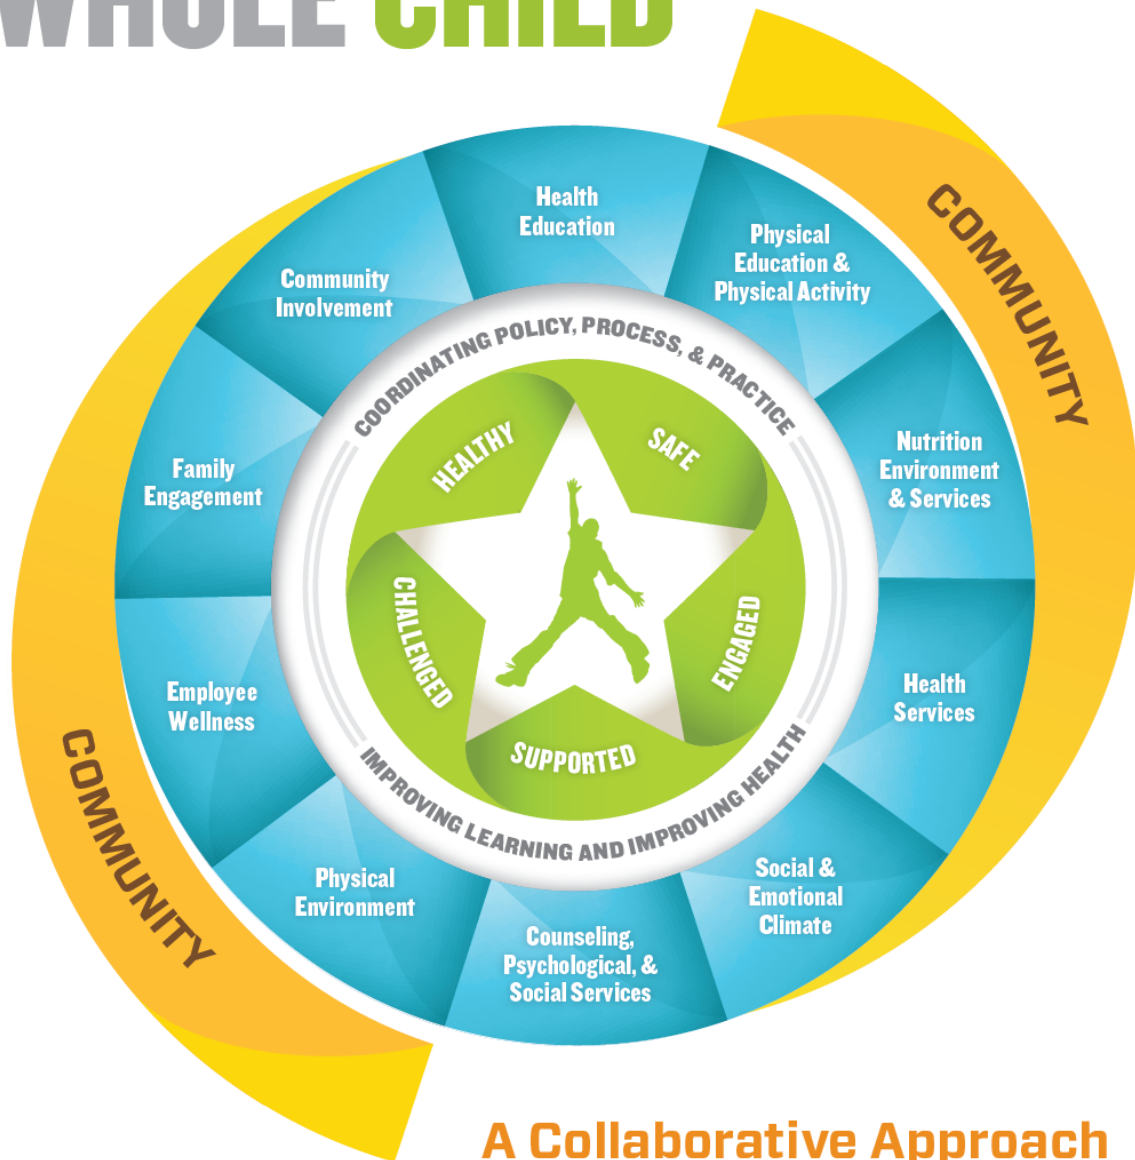 WHOLE CHILD
COMMUNITY
Health
Education
Physical
Education &
Physical Activity
Nutrition
Environment
& Services
Health
Services
Social &
Emotional
Climate
Counseling,
Psychological, &
Social Services
Physical
Environment
Employee
Wellness
Family
Engagement
Community
Involvement
COORDINATING POLICY, PROCESS, & PRACTICE
IMPROVING LEARNING AND IMPROVING HEALTH
HEALTHY
SAFE
ENGAGED
SUPPORTED
CHALLENGED
COMMUNITY
A Collaborative Approach